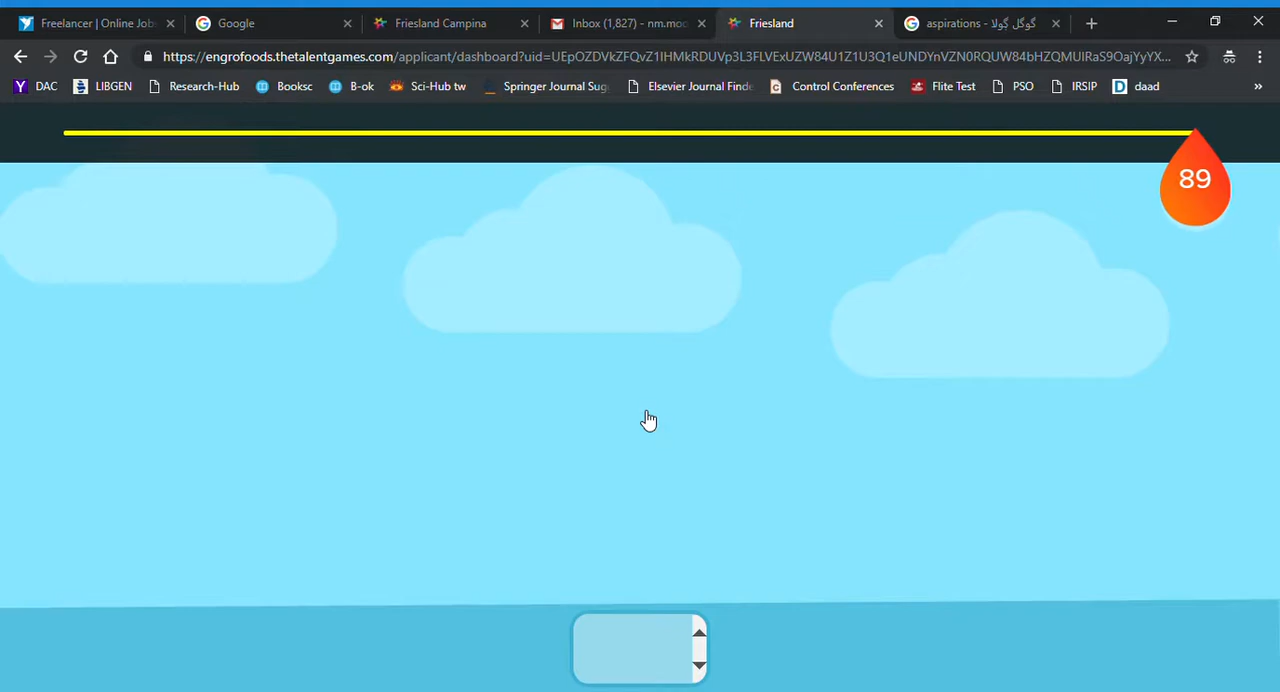 Freelancer | Online Jobs
Google
Friesland Campina
Inbox (1,827) - nm.moc
Friesland
aspirations - گوگل گولا
https://engrofoods.thetalentgames.com/applicant/dashboard?uid=UEpOZDVkZFQvZ1IHMkRDUVp3L3FLVExUZW84U1Z1U3Q1eUNDYnVZN0RQUW84bHZQMUlRaS9OajYyYX...
Y DAC
LIBGEN
Research-Hub
Booksc
B-ok
Sci-Hub tw
Springer Journal Sug
Elsevier Journal Finde
Control Conferences
Flite Test
PSO
IRSIP
D daad
»
89